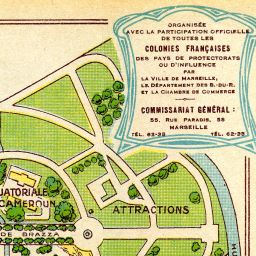 ORGANISÉE
AVEC LA PARTICIPATION OFFICIELLE
DE TOUTES LES
COLONIES FRANÇAISES
DES PAYS DE PROTECTORATS
OU D'INFLUENCE
PAR
LA VILLE DE MARSEILLE,
LE DÉPARTEMENT DES B.-DU-R.
ET LA CHAMBRE DE COMMERCE
COMMISSARIAT GÉNÉRAL :
55, RUE PARADIS, 55
MARSEILLE
TÉL. 62-32 TÉL. 62-33
UATORIALE
CAMEROUN
ATTRACTIONS
DE BRAZZA